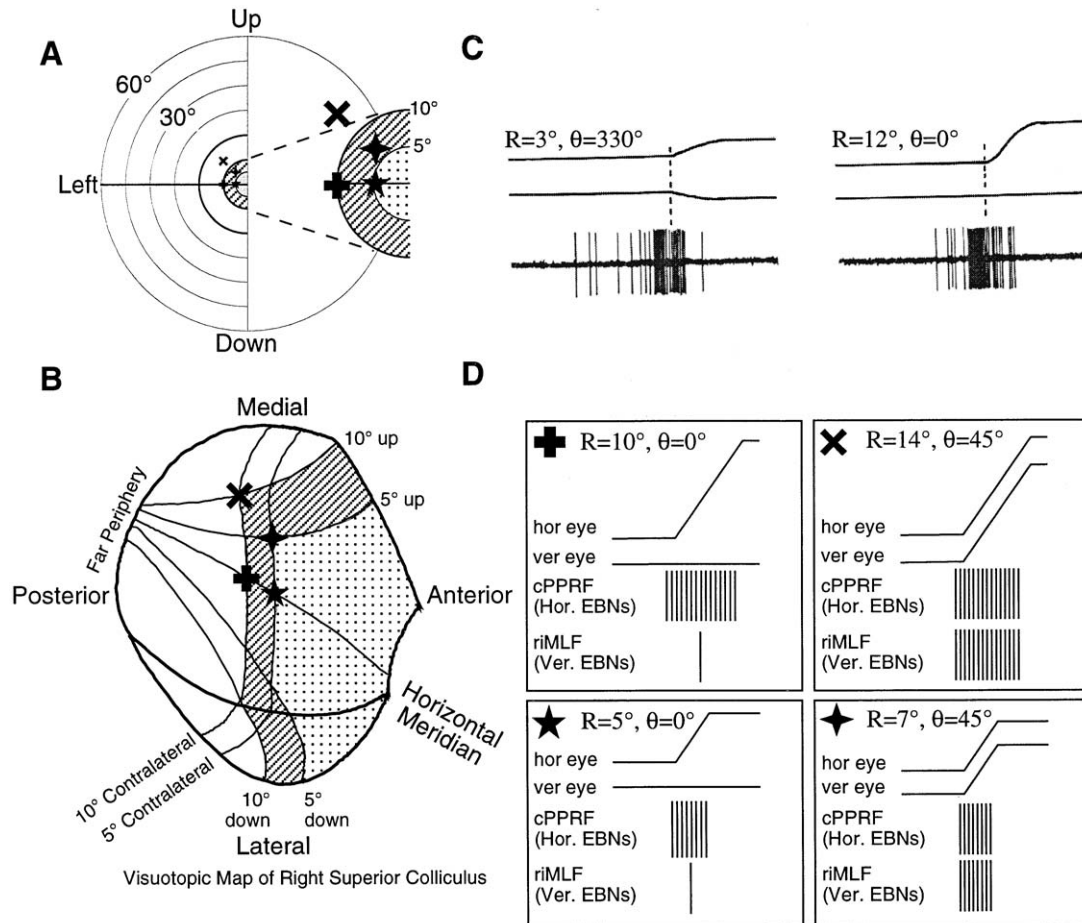 A
Up
60°
30°
10°
5°
Left
Down
C
R=3°, θ=330°
R=12°, θ=0°
B
Medial
10° up
5° up
Far Periphery
Posterior
Anterior
Horizontal
Meridian
10° Contralateral
5° Contralateral
10°
down
5°
down
Lateral
Visuotopic Map of Right Superior Colliculus
D
R=10°, θ=0°
hor eye
ver eye
cPPRF
(Hor. EBNs)
riMLF
(Ver. EBNs)
R=14°, θ=45°
hor eye
ver eye
cPPRF
(Hor. EBNs)
riMLF
(Ver. EBNs)
R=5°, θ=0°
hor eye
ver eye
cPPRF
(Hor. EBNs)
riMLF
(Ver. EBNs)
R=7°, θ=45°
hor eye
ver eye
cPPRF
(Hor. EBNs)
riMLF
(Ver. EBNs)